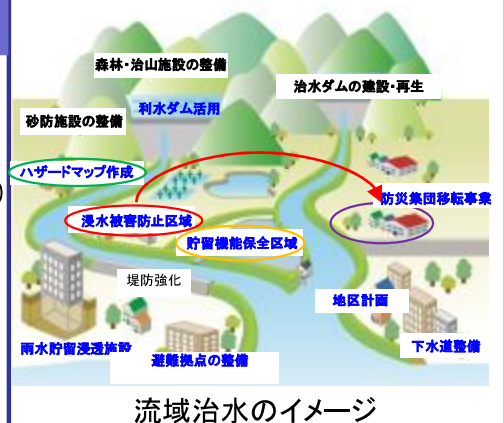 森林・治山施設の整備
治水ダムの建設・再生
利水ダム活用
砂防施設の整備
ハザードマップ作成
)
防災集団移転事業
浸水被害防止区域
貯留機能保全区域
堤防強化
地区計画
雨水貯留浸透施設
下水道整備
避難拠点の整備
流域治水のイメージ